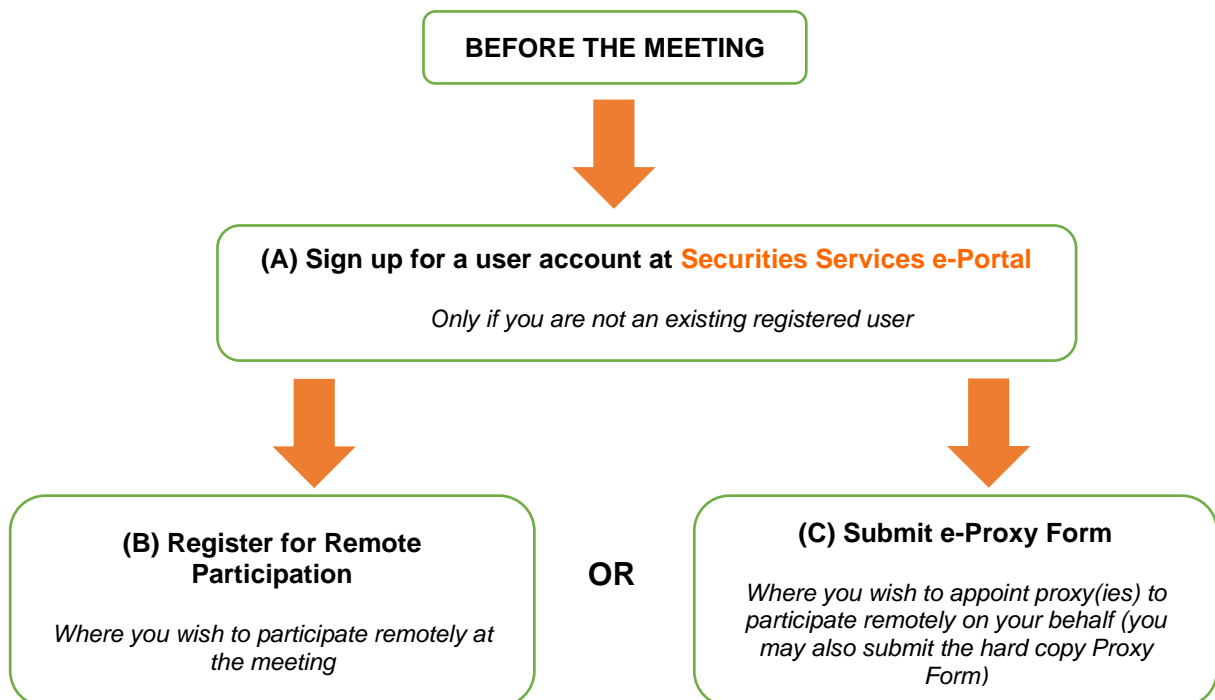 BEFORE THE MEETING
(A) Sign up for a user account at Securities Services e-Portal
Only if you are not an existing registered user
(B) Register for Remote
Participation
Where you wish to participate remotely at
the meeting
OR
(C) Submit e-Proxy Form
Where you wish to appoint proxy(ies) to
participate remotely on your behalf (you
may also submit the hard copy Proxy
Form)